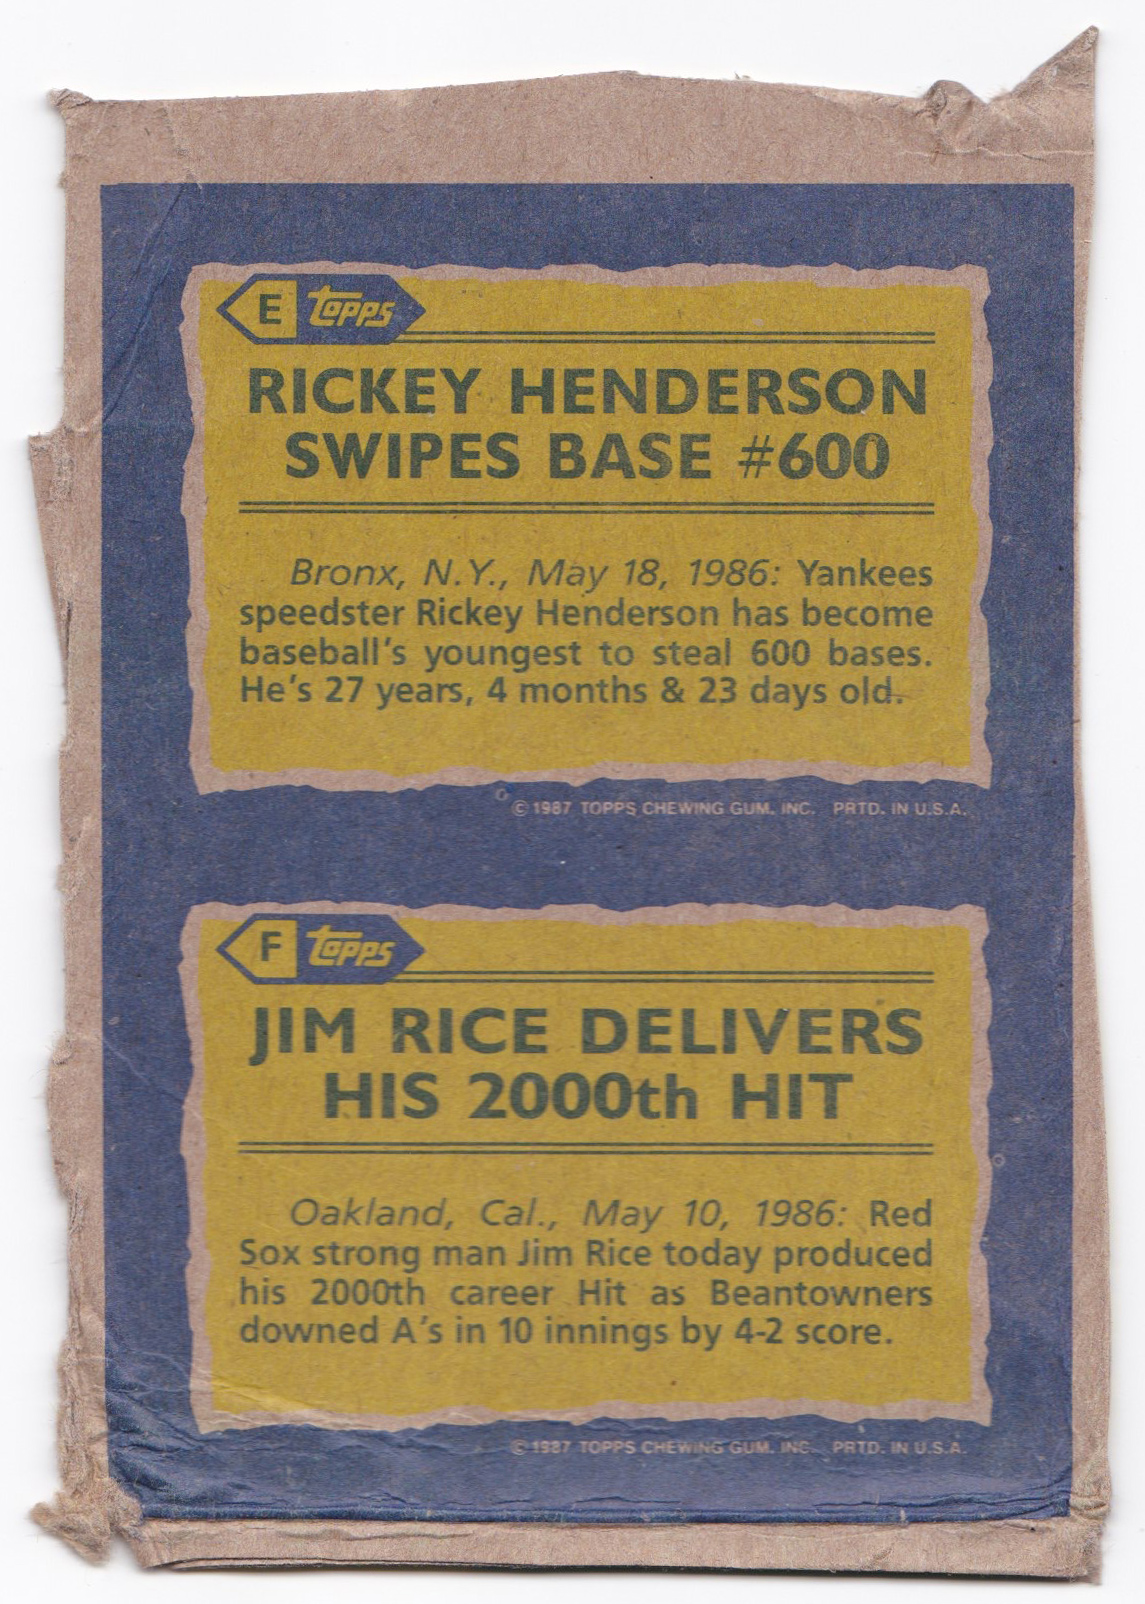 E topps
RICKEY HENDERSON
SWIPES BASE #600
Bronx, N.Y., May 18, 1986: Yankees
speedster Rickey Henderson has become
baseball's youngest to steal 600 bases.
He's 27 years, 4 months & 23 days old.
© 1987 TOPPS CHEWING GUM, INC. PRTD. IN U.S.A.
F topps
JIM RICE DELIVERS
HIS 2000th HIT
Oakland, Cal., May 10, 1986: Red
Sox strong man Jim Rice today produced
his 2000th career Hit as Beantowners
downed A's in 10 innings by 4-2 score.
© 1987 TOPPS CHEWING GUM, INC. PRTD. IN U.S.A.